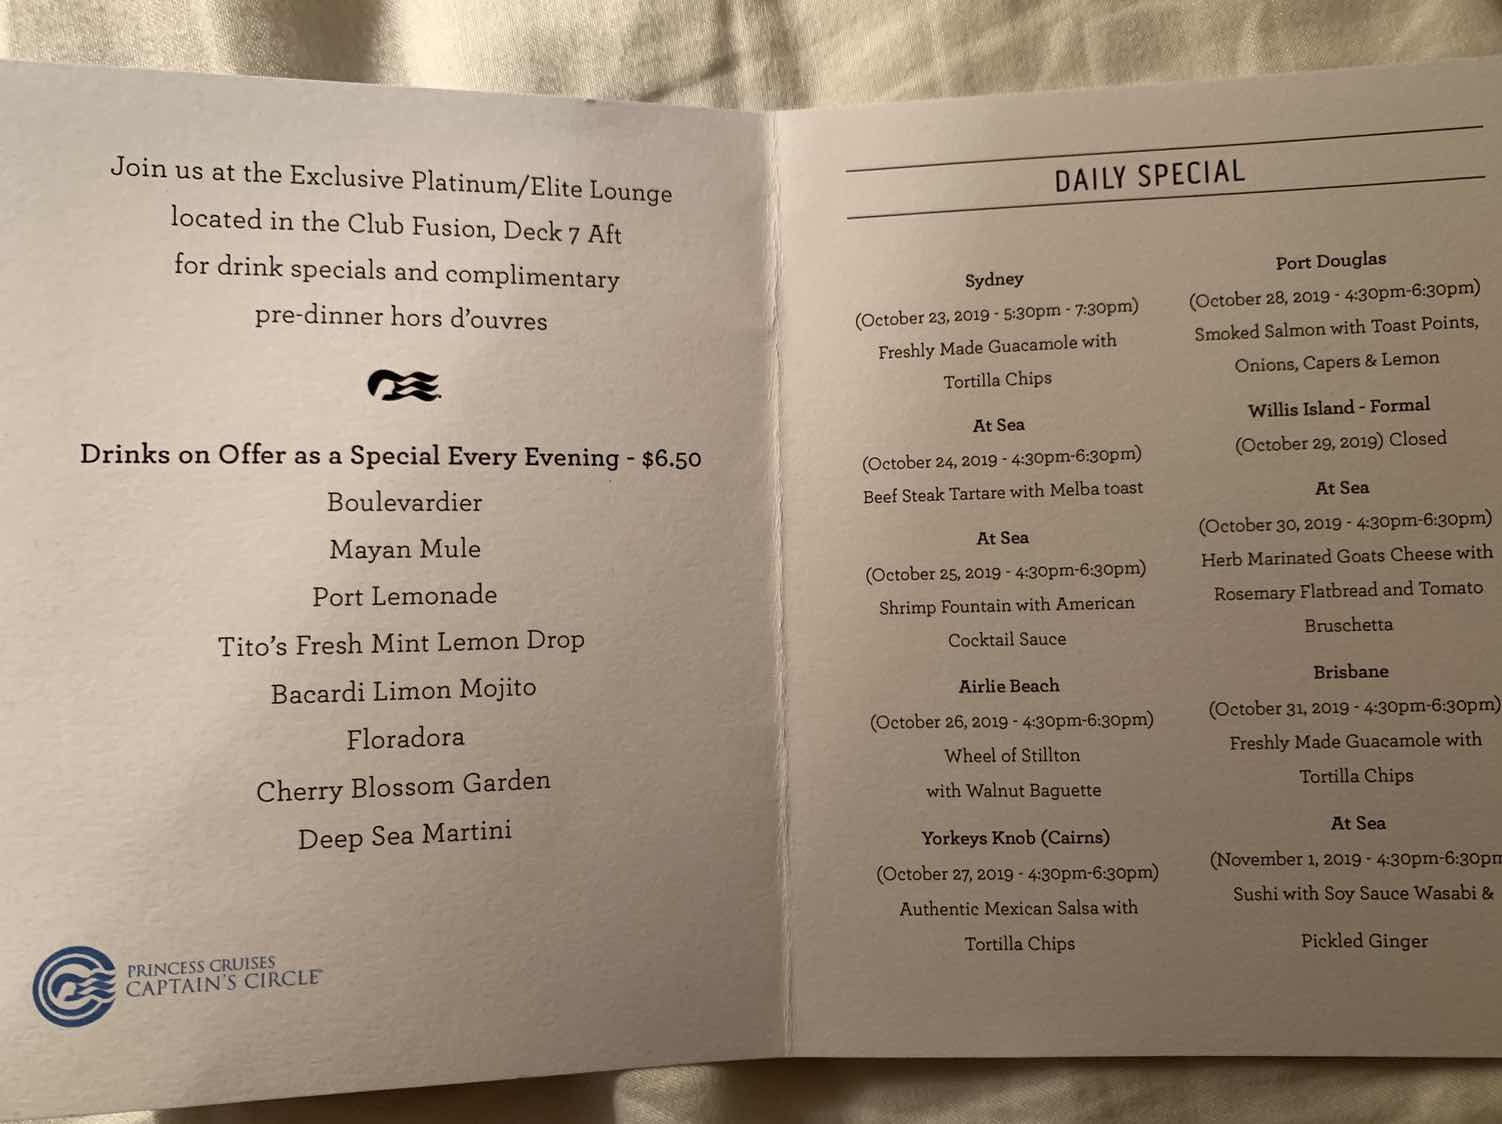 Join us at the Exclusive Platinum/Elite Lounge
located in the Club Fusion, Deck 7 Aft
for drink specials and complimentary
pre-dinner hors d'ouvres
Drinks on Offer as a Special Every Evening - $6.50
Boulevardier
Mayan Mule
Port Lemonade
Tito's Fresh Mint Lemon Drop
Bacardi Limon Mojito
Floradora
Cherry Blossom Garden
Deep Sea Martini
PRINCESS CRUISES
CAPTAIN'S CIRCLE
DAILY SPECIAL
Sydney
(October 23, 2019 - 5:30pm - 7:30pm)
Freshly Made Guacamole with
Tortilla Chips
At Sea
(October 24, 2019 - 4:30pm-6:30pm)
Beef Steak Tartare with Melba toast
At Sea
(October 25, 2019 - 4:30pm-6:30pm)
Shrimp Fountain with American
Cocktail Sauce
Airlie Beach
(October 26, 2019 - 4:30pm-6:30pm)
Wheel of Stillton
with Walnut Baguette
Yorkeys Knob (Cairns)
(October 27, 2019 - 4:30pm-6:30pm)
Authentic Mexican Salsa with
Tortilla Chips
Port Douglas
(October 28, 2019 - 4:30pm-6:30pm)
Smoked Salmon with Toast Points,
Onions, Capers & Lemon
Willis Island - Formal
(October 29, 2019) Closed
At Sea
(October 30, 2019 - 4:30pm-6:30pm)
Herb Marinated Goats Cheese with
Rosemary Flatbread and Tomato
Bruschetta
Brisbane
(October 31, 2019 - 4:30pm-6:30pm)
Freshly Made Guacamole with
Tortilla Chips
At Sea
(November 1, 2019 - 4:30pm-6:30pm
Sushi with Soy Sauce Wasabi &
Pickled Ginger